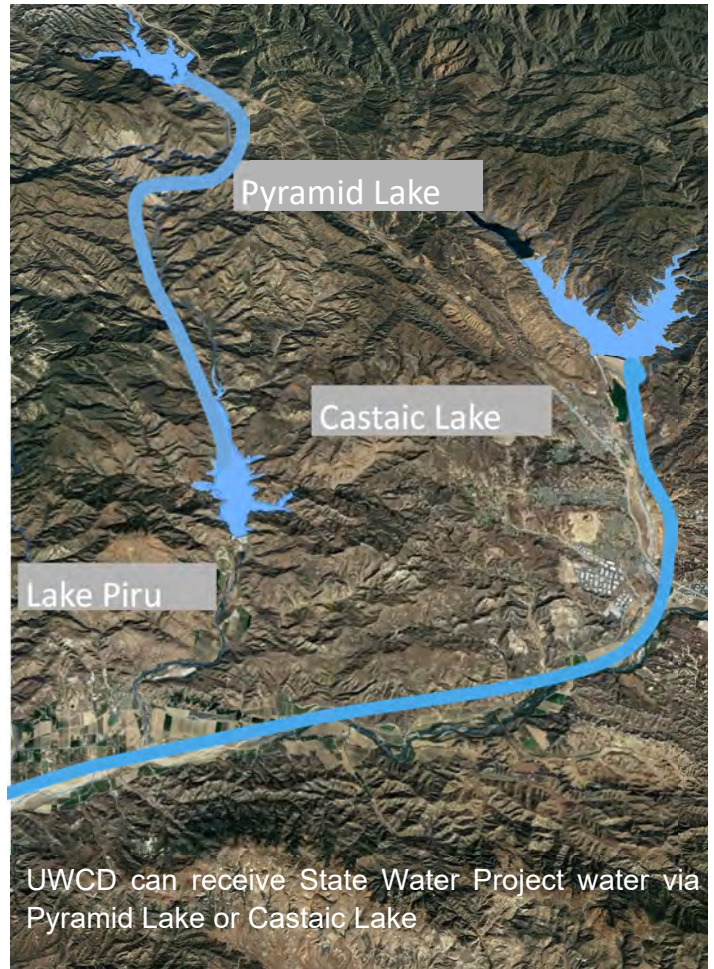 Pyramid Lake
Castaic Lake
Lake Piru
UWCD can receive State Water Project water via
Pyramid Lake or Castaic Lake